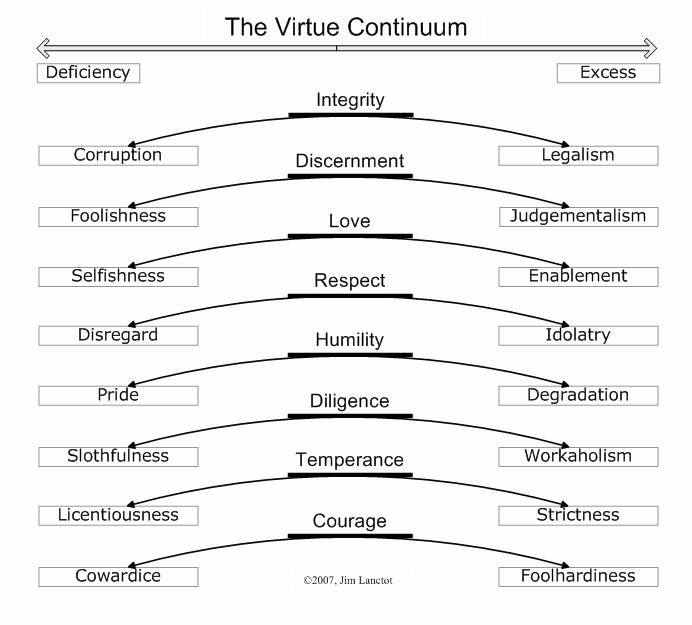 The Virtue Continuum
Deficiency Excess
Integrity
Corruption Legalism
Discernment
Foolishness Judgementalism
Love
Selfishness Enablement
Respect
Disregard Idolatry
Humility
Pride Degradation
Diligence
Slothfulness Workaholism
Temperance
Licentiousness Strictness
Courage
Cowardice ©2007, Jim Lanctot Foolhardiness